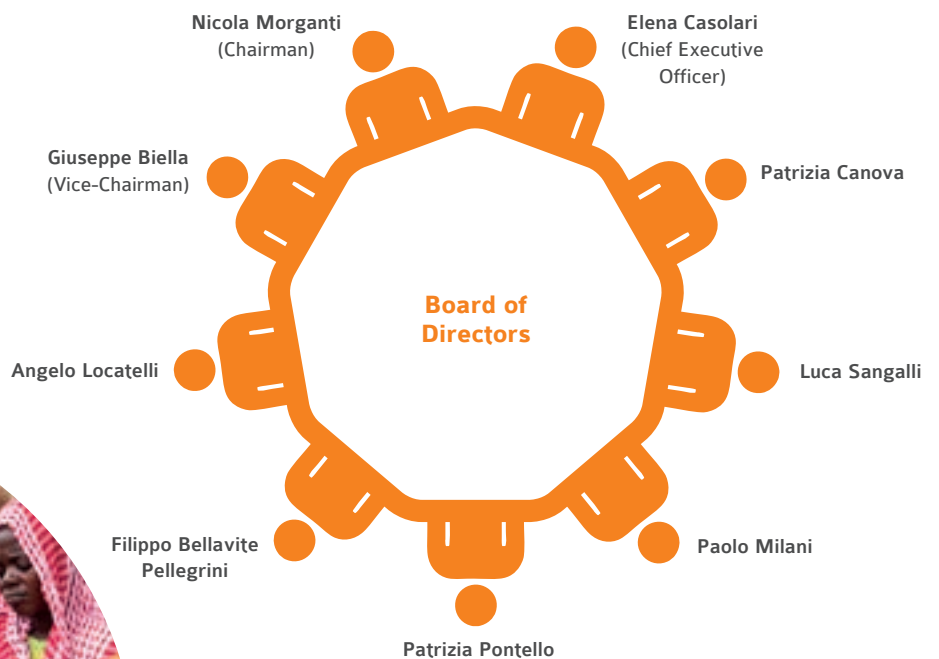 Nicola Morganti
(Chairman)
Elena Casolari
(Chief Executive
Officer)
Giuseppe Biella
(Vice-Chairman)
Patrizia Canova
Board of
Directors
Angelo Locatelli
Luca Sangalli
Filippo Bellavite
Pellegrini
Paolo Milani
Patrizia Pontello